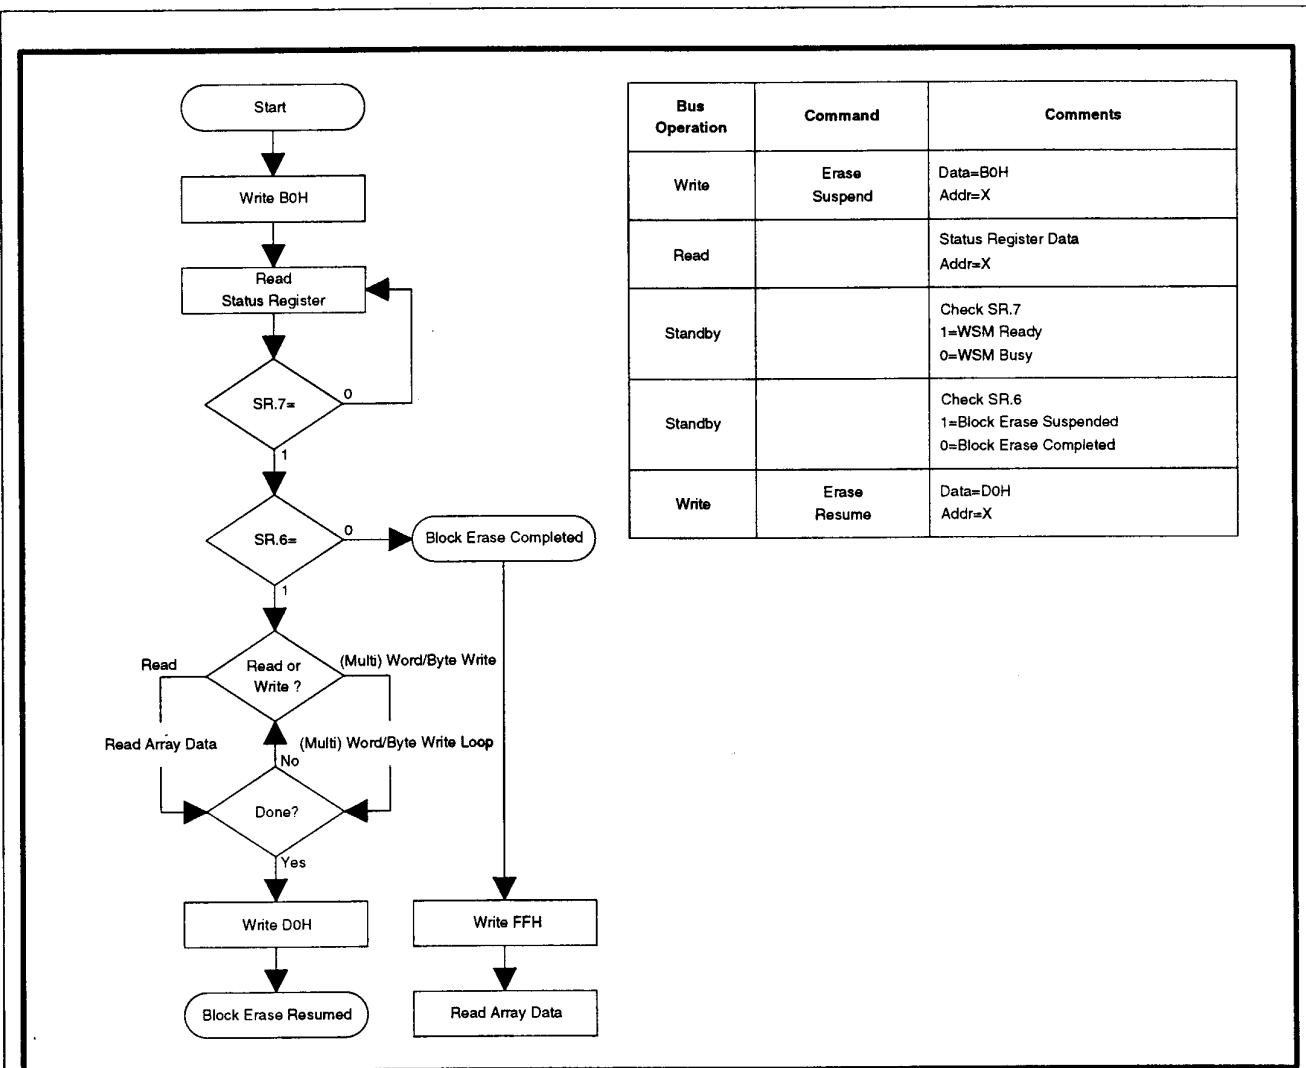 Start
Write B0H
Read
Status Register
SR.7=
0
1
SR.6=
0
Block Erase Completed
1
Read or
Write ?
Read
(Multi) Word/Byte Write
Read Array Data
(Multi) Word/Byte Write Loop
No
Done?
Yes
Write D0H
Write FFH
Block Erase Resumed
Read Array Data
Bus
Operation
Command
Comments
Write
Erase
Suspend
Data=B0H
Addr=X
Read
Status Register Data
Addr=X
Standby
Check SR.7
1=WSM Ready
0=WSM Busy
Standby
Check SR.6
1=Block Erase Suspended
0=Block Erase Completed
Write
Erase
Resume
Data=D0H
Addr=X